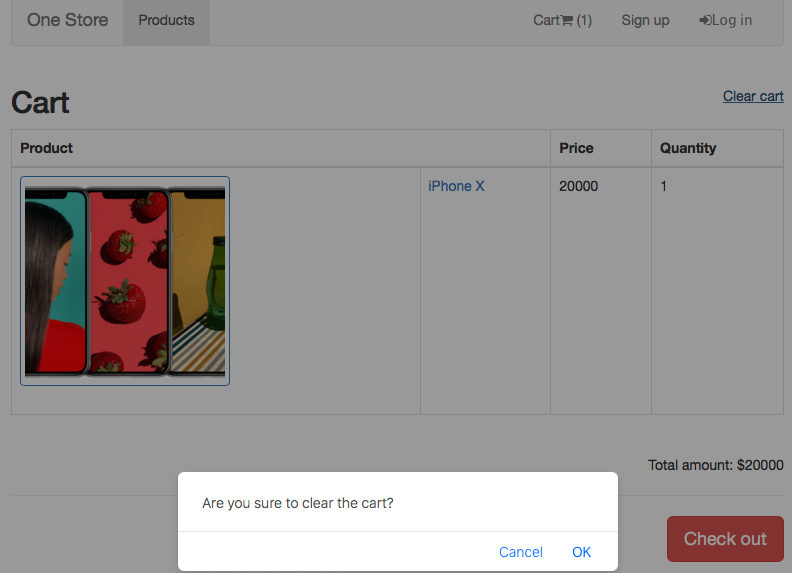 One Store Products Cart (1) Sign up Log in
Cart Clear cart
Product Price Quantity
iPhone X 20000 1
Total amount: $20000
Are you sure to clear the cart?
Cancel OK
Check out